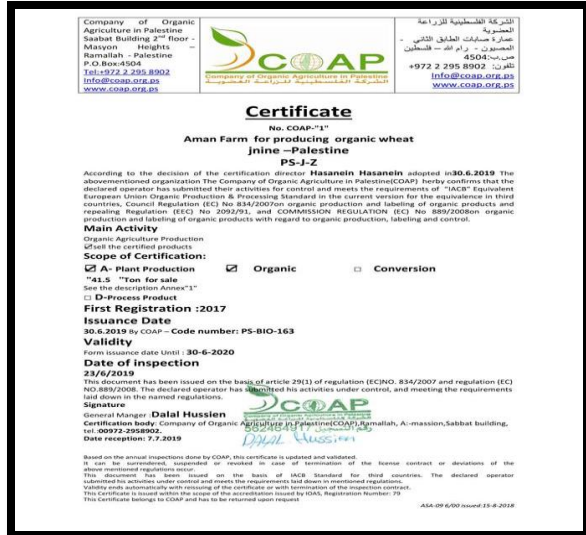 Company of Organic
Agriculture in Palestine
Saabat Building 2nd floor -
Masyon Heights –
Ramallah - Palestine
P.O.Box:4504
Tel:+972 2 295 8902
Info@coap.org.ps
www.coap.org.ps
COAP
Company of Organic Agriculture in Palestine
الشركة الفلسطينية للزراعة العضوية
الشركة الفلسطينية للزراعة
العضوية
عمارة صابات الطابق الثاني -
المصيون - رام الله – فلسطين
ص.ب:4504
تلفون: 8902 295 2 972+
Info@coap.org.ps
www.coap.org.ps
Certificate
No. COAP-"1"
Aman Farm for producing organic wheat
jnine –Palestine
PS-J-Z
According to the decision of the certification director Hasanein Hasanein adopted in30.6.2019 The
abovementioned organization The Company of Organic Agriculture in Palestine(COAP) herby confirms that the
declared operator has submitted their activities for control and meets the requirements of "IACB" Equivalent
European Union Organic Production & Processing Standard in the current version for the equivalence in third
countries, Council Regulation (EC) No 834/2007on organic production and labeling of organic products and
repealing Regulation (EEC) No 2092/91, and COMMISSION REGULATION (EC) No 889/2008on organic
production and labeling of organic products with regard to organic production, labeling and control.
Main Activity
Organic Agriculture Production
☑sell the certified products
Scope of Certification:
☑ A- Plant Production ☑ Organic □ Conversion
"41.5 "Ton for sale
See the description Annex"1"
□ D-Process Product
First Registration :2017
Issuance Date
30.6.2019 By COAP – Code number: PS-BIO-163
Validity
Form issuance date Until : 30-6-2020
Date of inspection
23/6/2019
This document has been issued on the basis of article 29(1) of regulation (EC)NO. 834/2007 and regulation (EC)
NO.889/2008. The declared operator has submitted his activities under control, and meeting the requirements
laid down in the named regulations.
Signature
COAP
General Manger :Dalal Hussien
Company of Organic Agriculture in Palestine
Certification body: Company of Organic Agriculture in Palestine(COAP),Ramallah, A:-massion,Sabbat building,
tel.:00972-2958902.
562464917 رقم التسجيل
Date reception: 7.7.2019
DALAL Hussien
Based on the annual inspections done by COAP, this certificate is updated and validated.
It can be surrendered, suspended or revoked in case of termination of the license contract or deviations of the
above mentioned regulations occur.
This document has been issued on the basis of IACB Standard for third countries. The declared operator
submitted his activities under control and meets the requirements laid down in mentioned regulations.
Validity ends automatically with reissuing of the certificate or with termination of the inspection contract.
This Certificate is issued within the scope of the accreditation issued by IOAS, Registration Number: 79
This Certificate belongs to COAP and has to be returned upon request
ASA-09 6/00 issued:15-8-2018